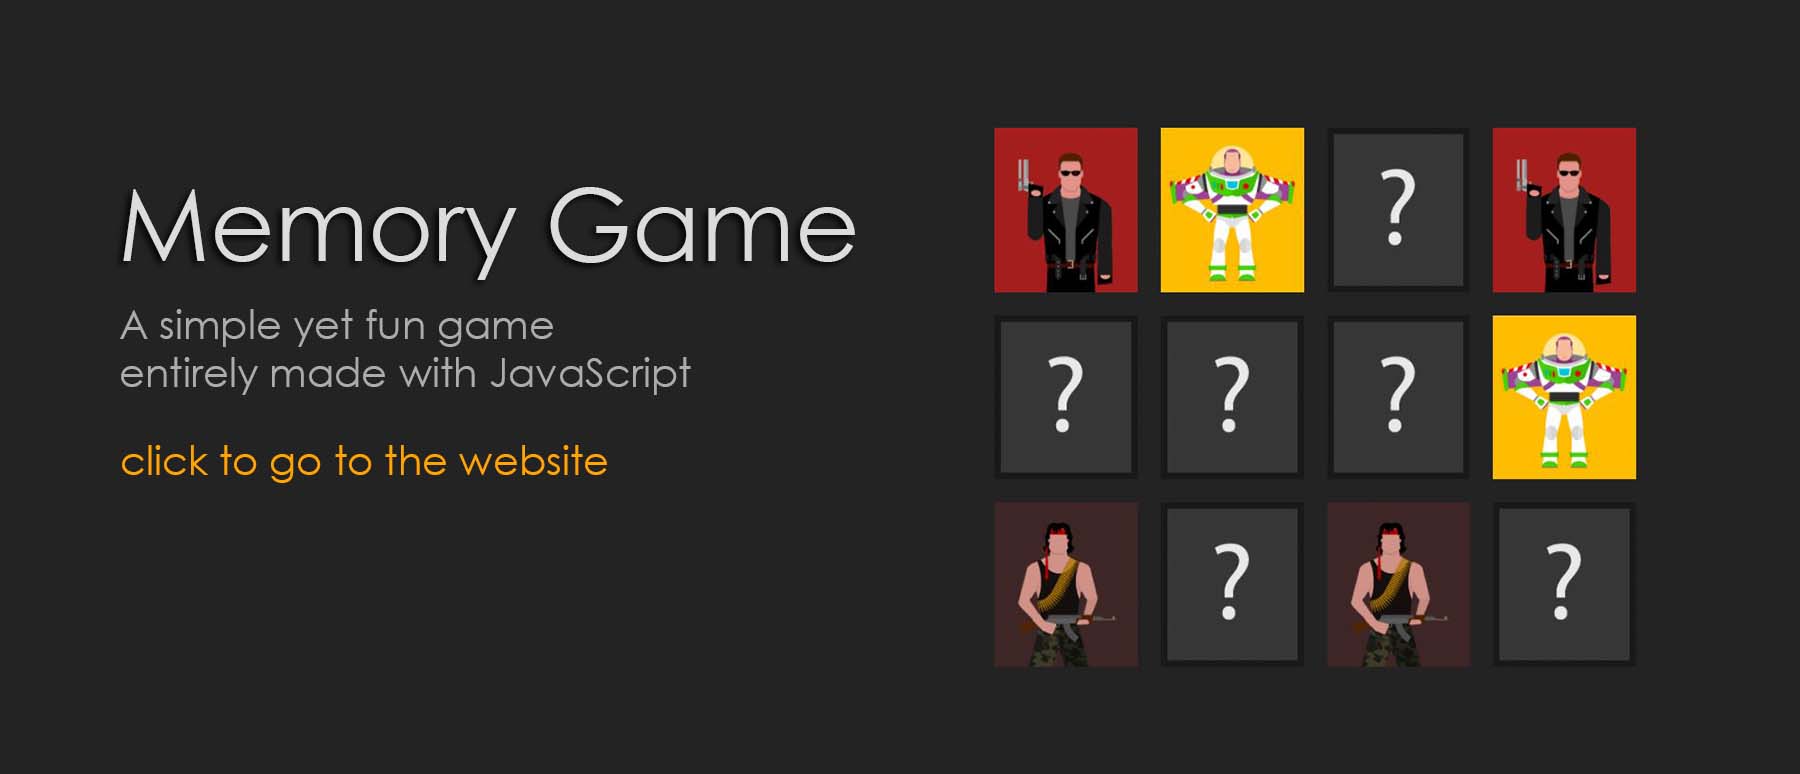 Memory Game
A simple yet fun game
entirely made with JavaScript
click to go to the website
?
? ? ?
? ?